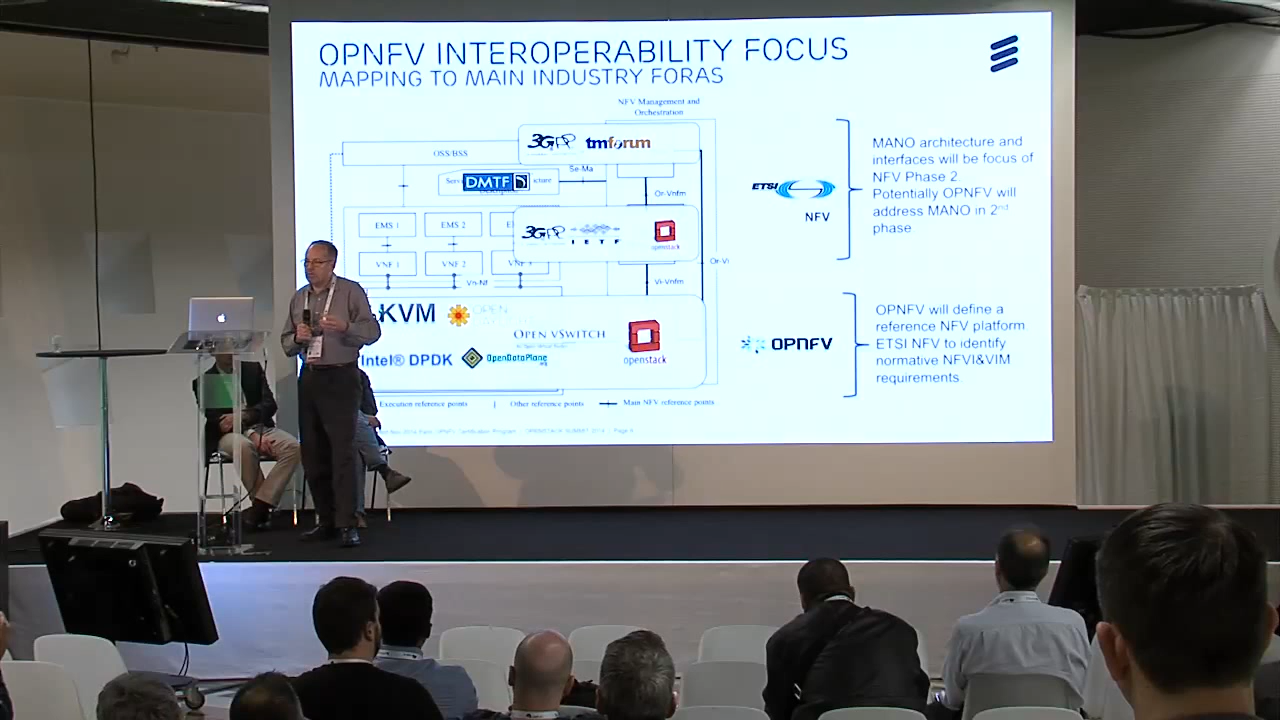 OPNFV INTEROPERABILITY FOCUS
MAPPING TO MAIN INDUSTRY FORAS
NFV Management and
Orchestration
3GPP tmforum
OSS/BSS
Se-Ma
DMTF
Or-Vnfm
EMS 1 EMS 2
3GPP IETF openstack
VNF 1 VNF 2
Or-Vi
Vn-Nf
Vi-Vnfm
KVM
OPEN VSWITCH
openstack
Intel® DPDK OpenDataPlane
Execution reference points Other reference points Main NFV reference points
ETSI
NFV
MANO architecture and
interfaces will be focus of
NFV Phase 2.
Potentially OPNFV will
address MANO in 2nd
phase
OPNFV
OPNFV will define a
reference NFV platform
ETSI NFV to identify
normative NFVI&VIM
requirements